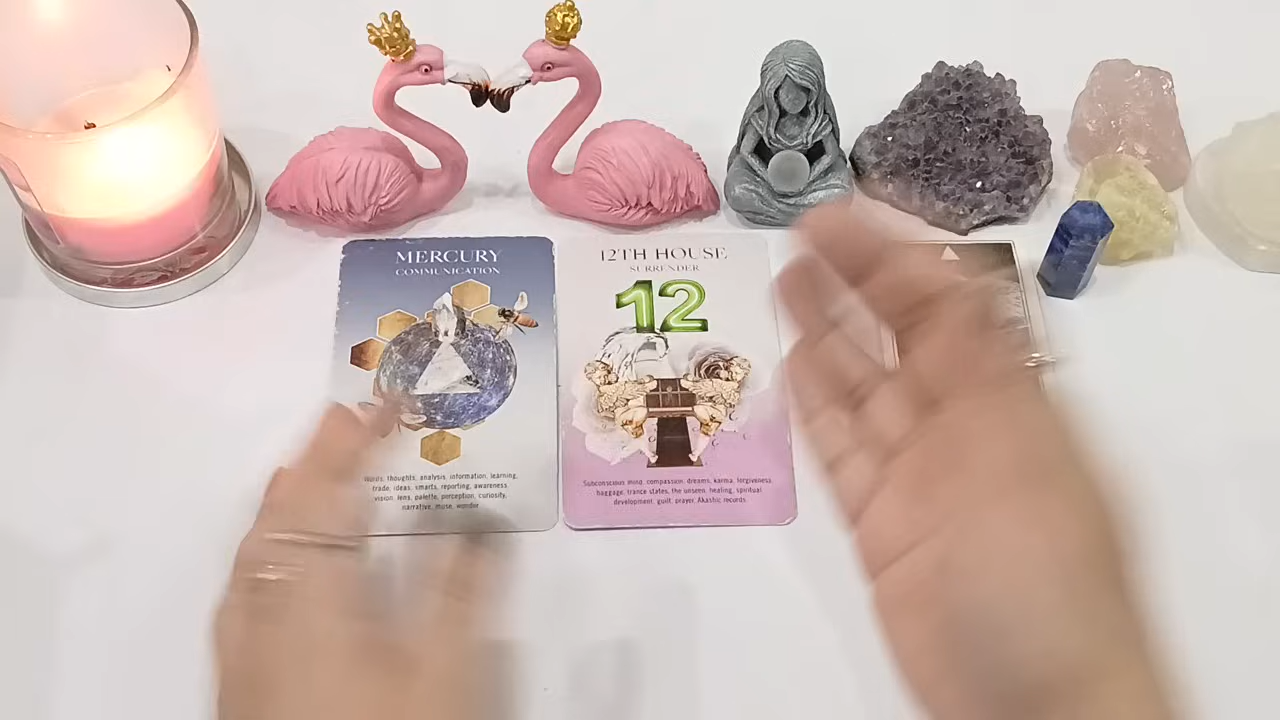 MERCURY
COMMUNICATION
Words, thoughts, analysis, information, learning,
trade, ideas, smarts, reporting, awareness
vision, lens, palette, perception, curiosity,
narrative, muse, wonder
12TH HOUSE
SURRENDER
12
Subconscious mind, compassion, dreams, karma, forgiveness,
baggage, trance states, the unseen, healing, spiritual
development, guilt, prayer, Akashic records.